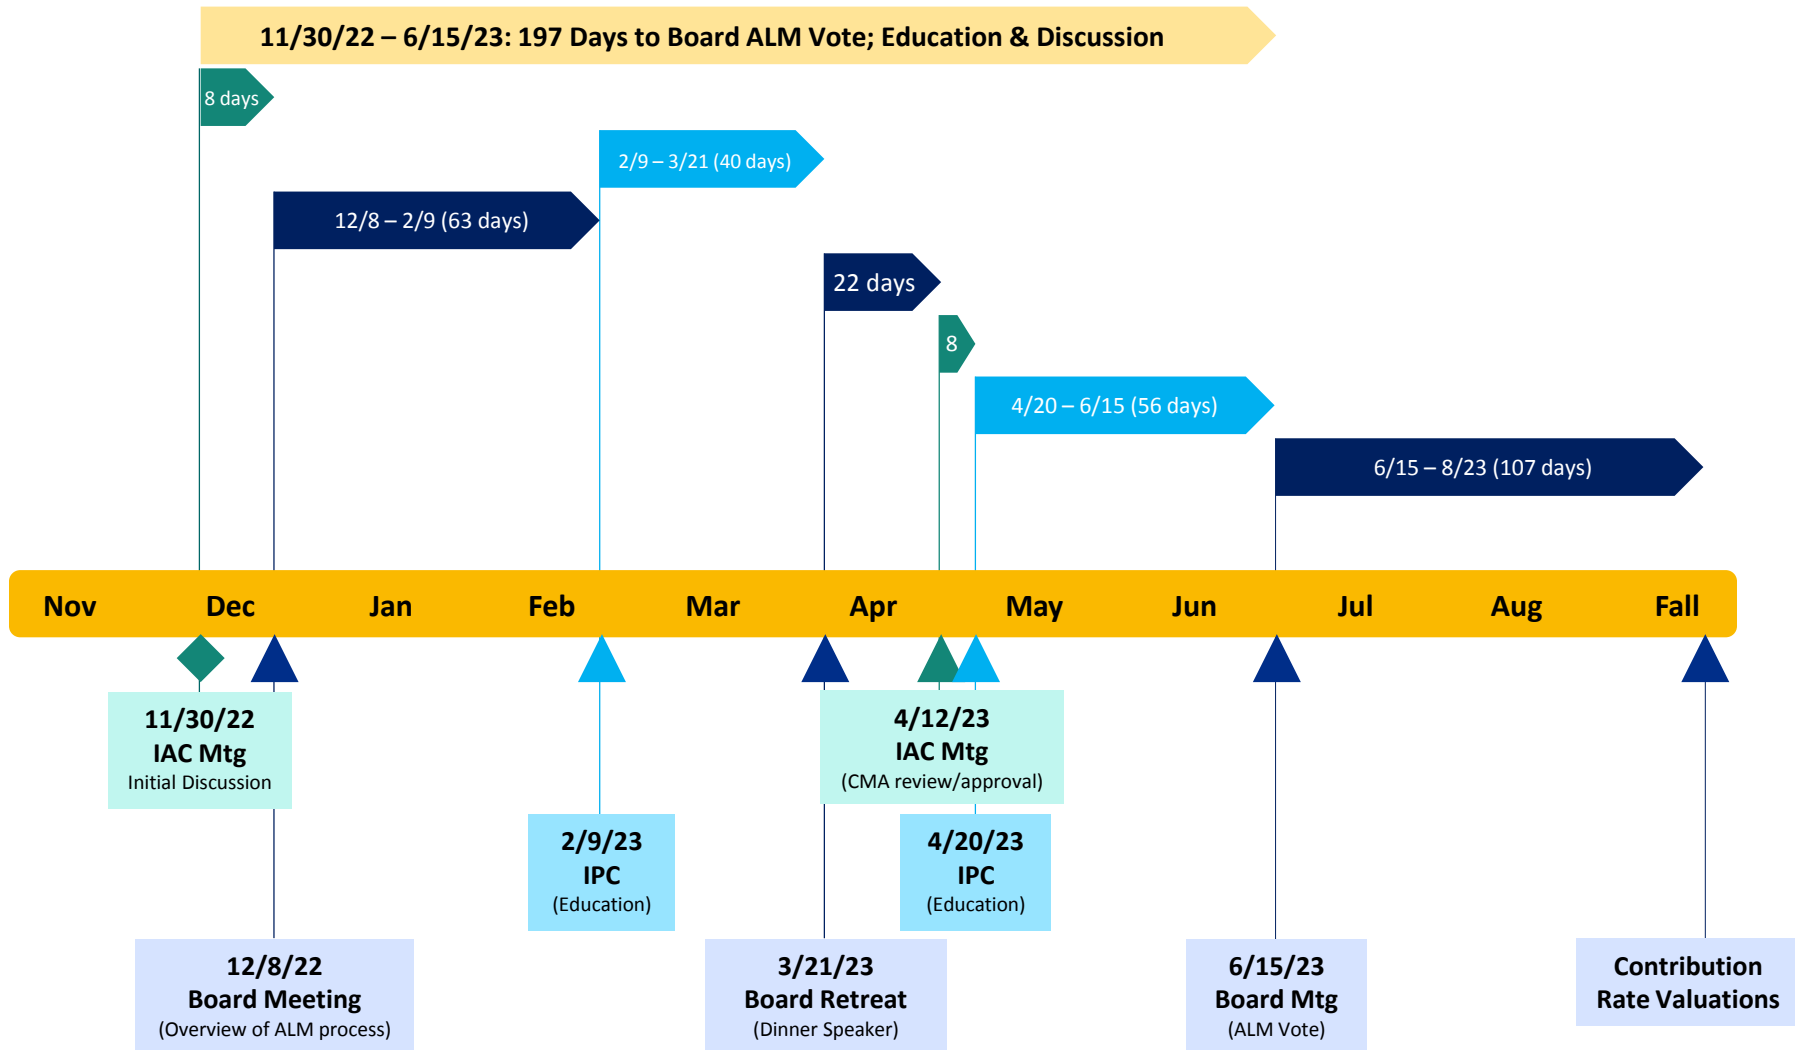 11/30/22 – 6/15/23: 197 Days to Board ALM Vote; Education & Discussion
8 days
2/9 – 3/21 (40 days)
12/8 – 2/9 (63 days)
22 days
8
4/20 – 6/15 (56 days)
6/15 – 8/23 (107 days)
Nov Dec Jan Feb Mar Apr May Jun Jul Aug Fall
11/30/22
IAC Mtg
Initial Discussion
4/12/23
IAC Mtg
(CMA review/approval)
2/9/23
IPC
(Education)
4/20/23
IPC
(Education)
12/8/22
Board Meeting
(Overview of ALM process)
3/21/23
Board Retreat
(Dinner Speaker)
6/15/23
Board Mtg
(ALM Vote)
Contribution
Rate Valuations